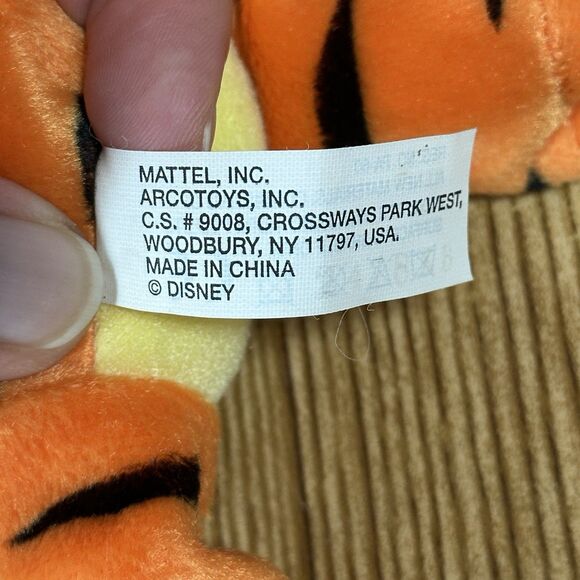 MATTEL, INC.
ARCOTOYS, INC.
C.S. # 9008, CROSSWAYS PARK WEST,
WOODBURY, NY 11797, USA.
MADE IN CHINA
© DISNEY